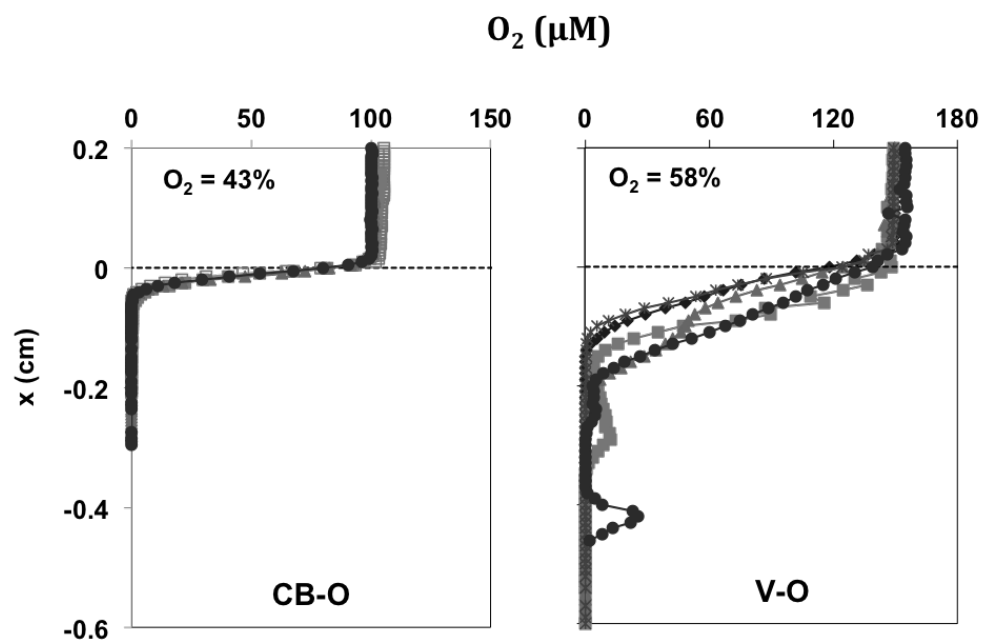 O₂ (μM)
0 50 100 150
0 60 120 180
0.2
0
-0.2
-0.4
-0.6
x (cm)
O₂ = 43%
O₂ = 58%
CB-O
V-O